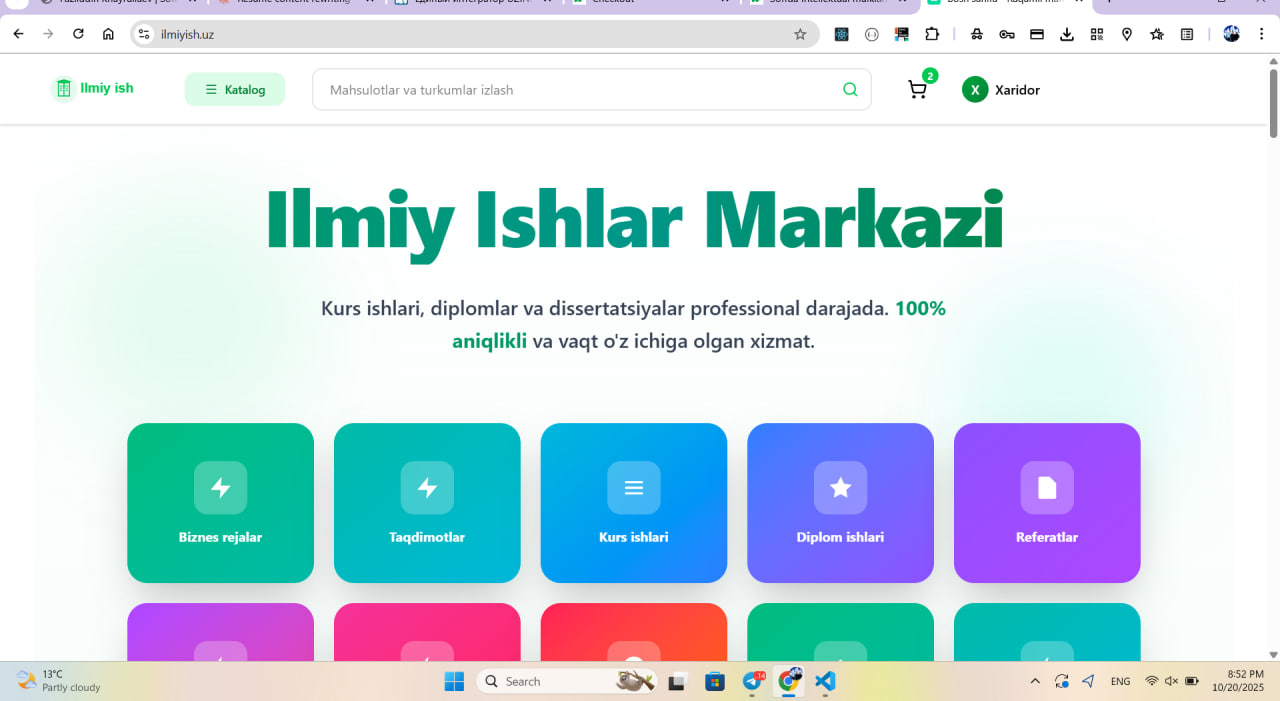 ilmiyish.uz
Ilmiy ish
Katalog
Mahsulotlar va turkumlar izlash
2
X
Xaridor
Ilmiy Ishlar Markazi
Kurs ishlari, diplomlar va dissertatsiyalar professional darajada. 100%
aniqlikli va vaqt o'z ichiga olgan xizmat.
Biznes rejalar
Taqdimotlar
Kurs ishlari
Diplom ishlari
Referatlar
13°C
Partly cloudy
Search
14
ENG
8:52 PM
10/20/2025